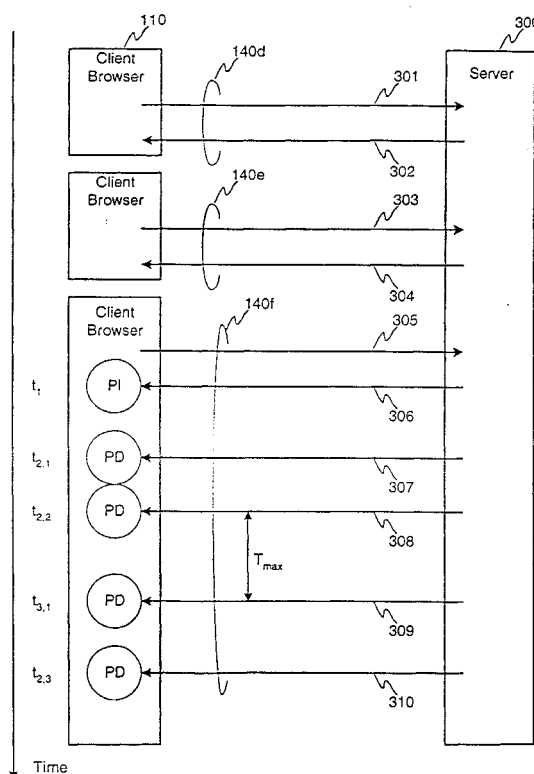 110
300
Client
Browser
140d
Server
301
302
Client
Browser
140e
303
304
Client
Browser
140f
305
t1
PI
306
t2,1
PD
307
t2,2
PD
308
Tmax
t3,1
PD
309
t2,3
PD
310
Time